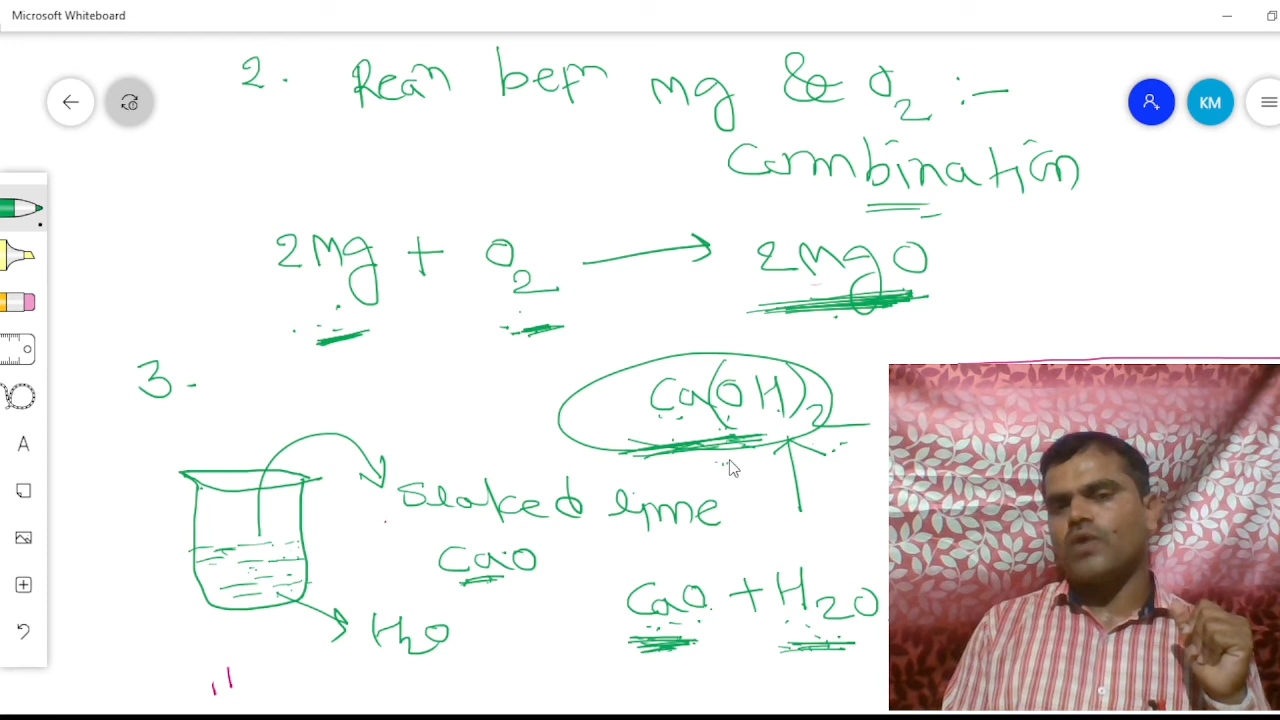 Microsoft Whiteboard
2. Rean betn Mg & O2 :-
KM
Combination
2Mg + O2 → 2MgO
3 -
Ca(OH)2
Slaked lime
CaO
CaO + H2O
H2O
A